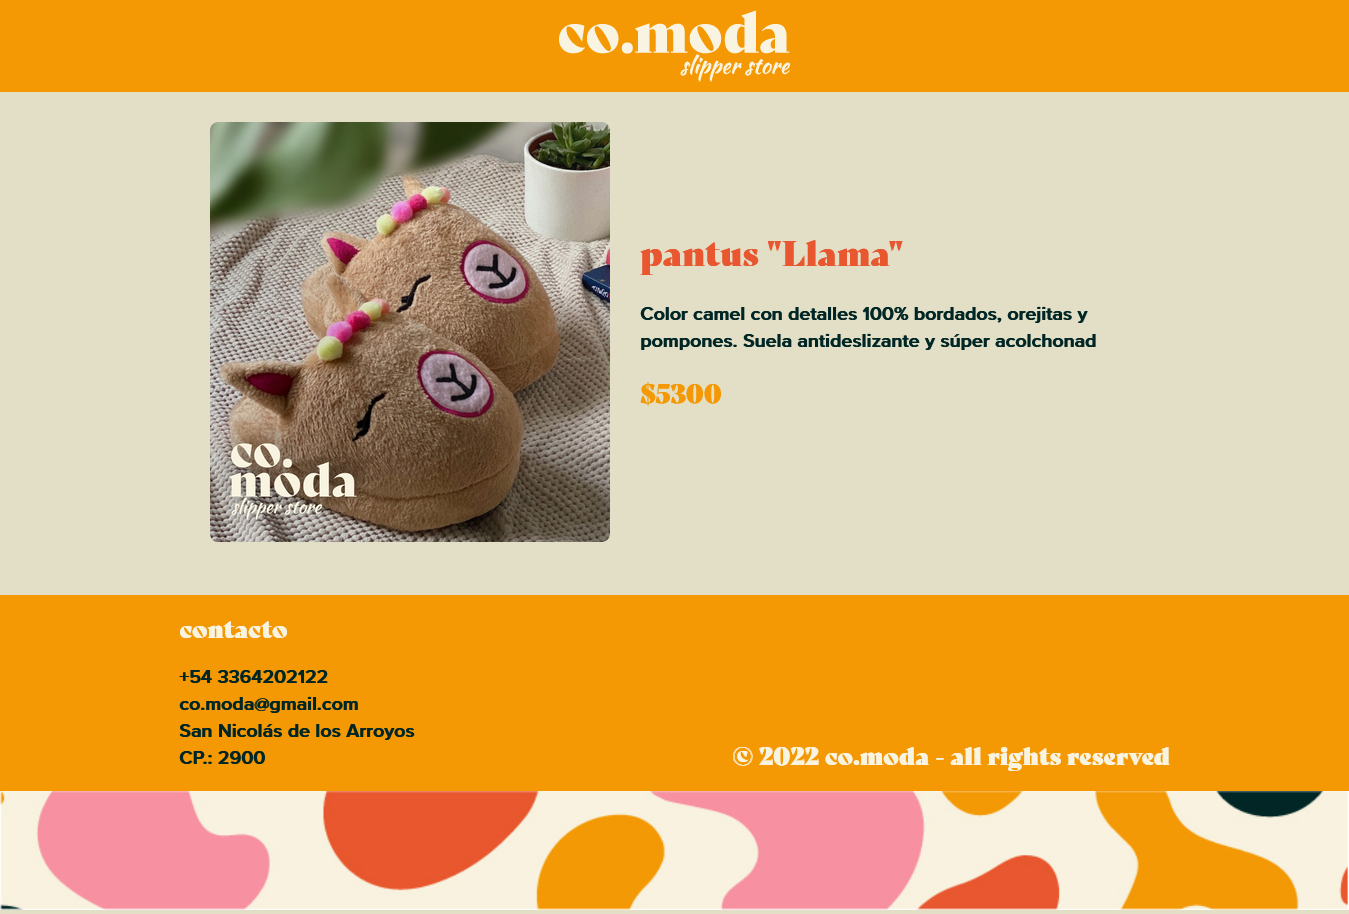 co.moda
slipper store
co.
moda
slipper store
pantus "Llama"
Color camel con detalles 100% bordados, orejitas y
pompones. Suela antideslizante y súper acolchonad
$5300
contacto
+54 3364202122
co.moda@gmail.com
San Nicolás de los Arroyos
CP.: 2900
© 2022 co.moda - all rights reserved